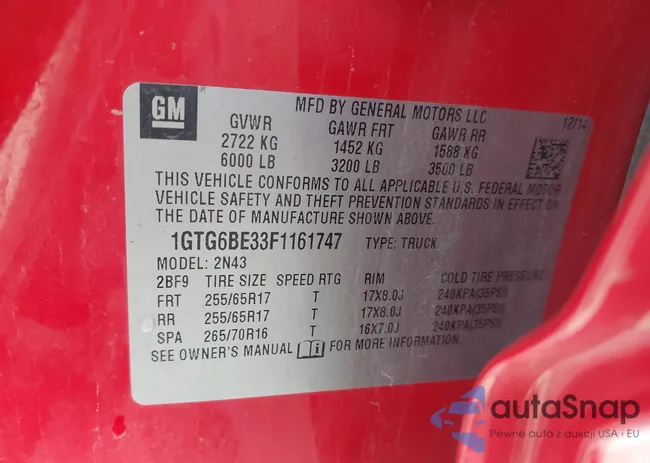 GM
MFD BY GENERAL MOTORS LLC
12/14
GVWR GAWR FRT GAWR RR
2722 KG 1452 KG 1588 KG
6000 LB 3200 LB 3500 LB
THIS VEHICLE CONFORMS TO ALL APPLICABLE U.S. FEDERAL MOTOR
VEHICLE SAFETY AND THEFT PREVENTION STANDARDS IN EFFECT ON
THE DATE OF MANUFACTURE SHOWN ABOVE.
1GTG6BE33F1161747 TYPE: TRUCK
MODEL: 2N43
2BF9 TIRE SIZE SPEED RTG RIM COLD TIRE PRESSURE
FRT 255/65R17 T 17X8.0J 240KPA(35PSI)
RR 255/65R17 T 17X8.0J 240KPA(35PSI)
SPA 265/70R16 T 16X7.0J 240KPA(35PSI)
SEE OWNER'S MANUAL FOR MORE INFORMATION
autaSnap
Pewne auta z aukcji USA i EU